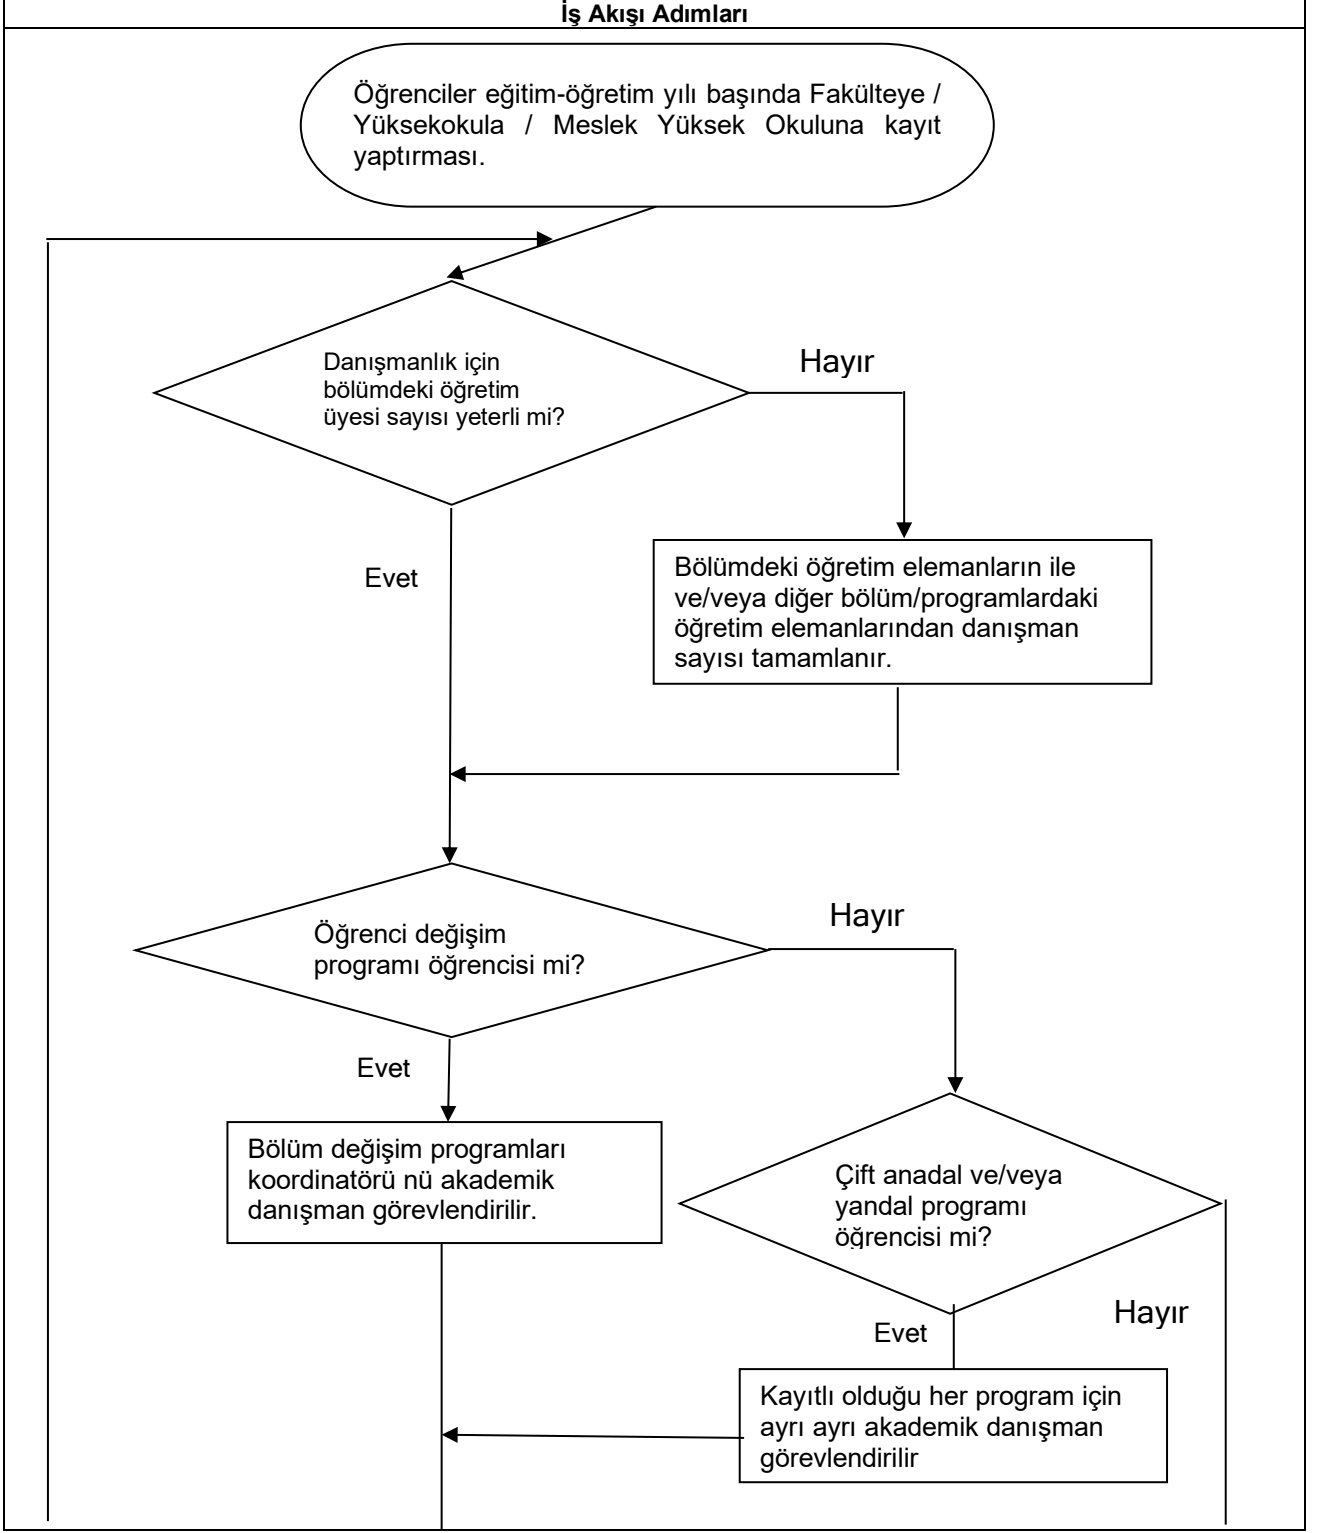 İş Akışı Adımları
Öğrenciler eğitim-öğretim yılı başında Fakülteye /
Yüksekokula / Meslek Yüksek Okuluna kayıt
yaptırması.
Danışmanlık için
bölümdeki öğretim
üyesi sayısı yeterli mi?
Hayır
Evet
Bölümdeki öğretim elemanların ile
ve/veya diğer bölüm/programlardaki
öğretim elemanlarından danışman
sayısı tamamlanır.
Öğrenci değişim
programı öğrencisi mi?
Hayır
Evet
Bölüm değişim programları
koordinatörü nü akademik
danışman görevlendirilir.
Çift anadal ve/veya
yandal programı
öğrencisi mi?
Hayır
Evet
Kayıtlı olduğu her program için
ayrı ayrı akademik danışman
görevlendirilir